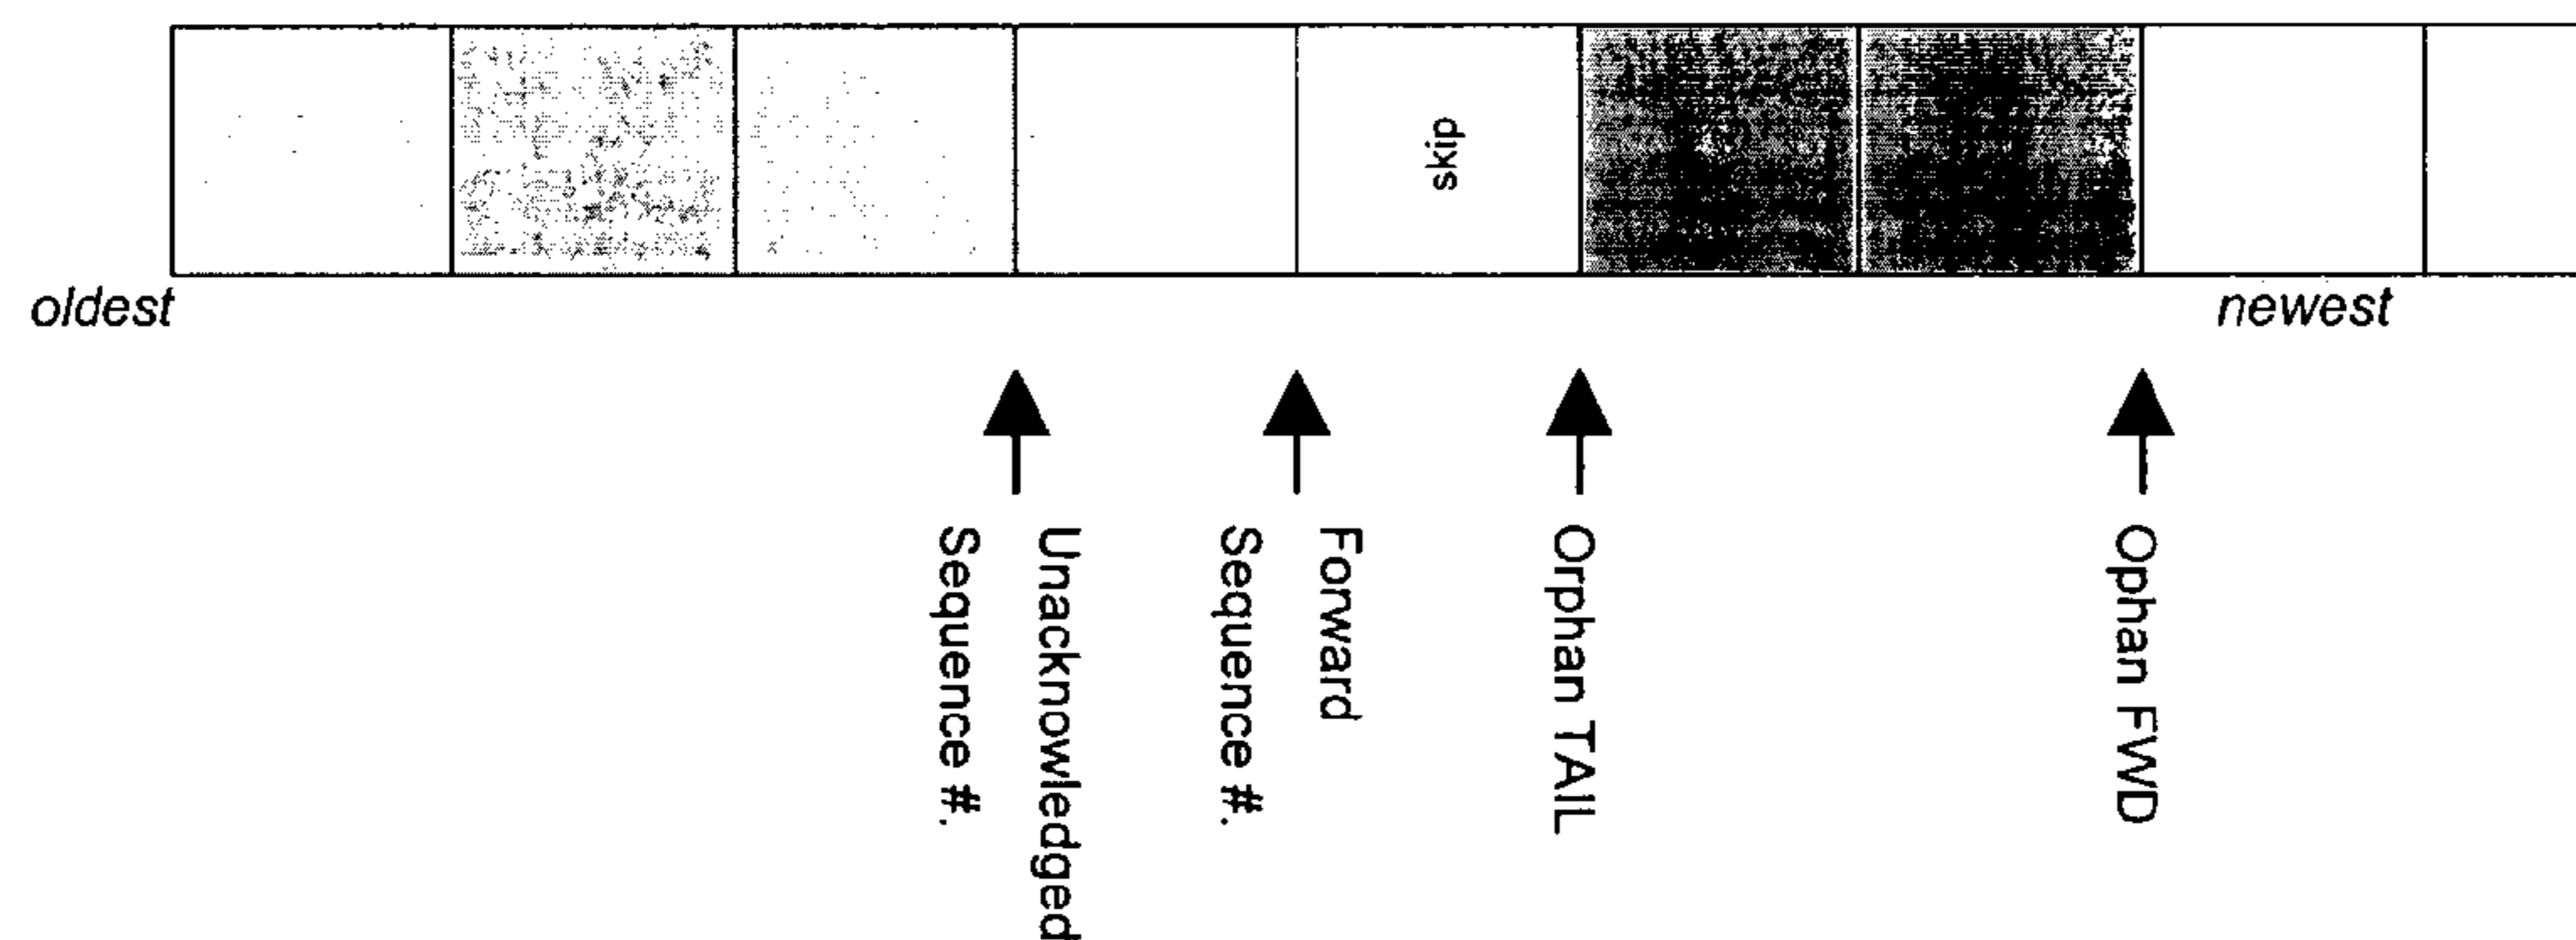 skip
oldest
newest
Unacknowledged
Sequence #.
Forward
Sequence #.
Orphan TAIL
Ophan FWD